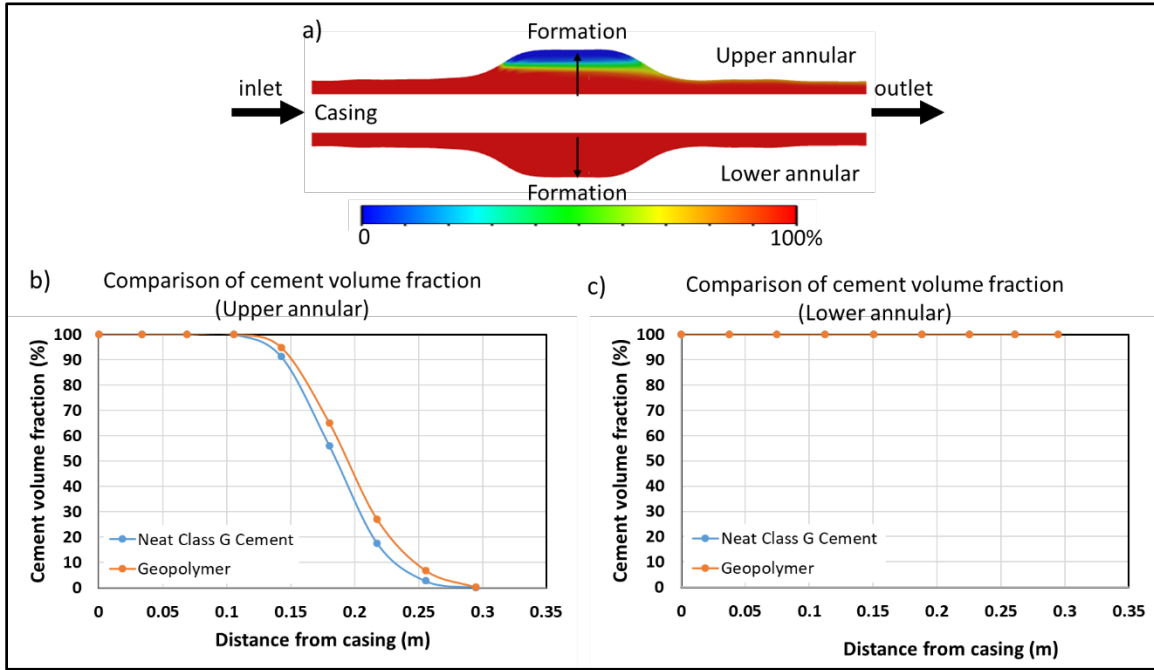 a)
Formation
Upper annular
inlet
outlet
Casing
Lower annular
Formation
0
100%
b)
Comparison of cement volume fraction
(Upper annular)
Cement volume fraction (%)
100
90
80
70
60
50
40
30
20
10
0
Neat Class G Cement
Geopolymer
0 0.05 0.1 0.15 0.2 0.25 0.3 0.35
Distance from casing (m)
c)
Comparison of cement volume fraction
(Lower annular)
Cement volume fraction (%)
100
90
80
70
60
50
40
30
20
10
0
Neat Class G Cement
Geopolymer
0 0.05 0.1 0.15 0.2 0.25 0.3 0.35
Distance from casing (m)